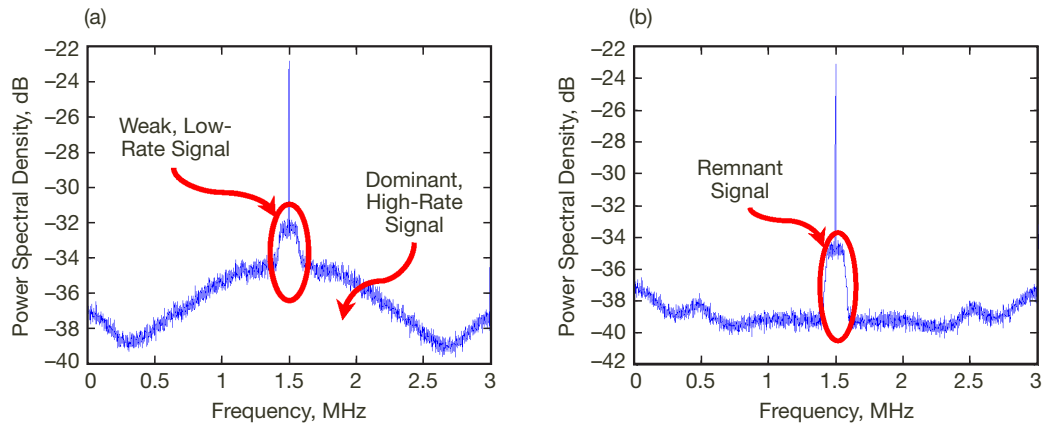 (a)
–22
–24
–26
–28
–30
–32
–34
–36
–38
–40
Power Spectral Density, dB
Weak, Low-
Rate Signal
Dominant,
High-Rate
Signal
0
0.5
1
1.5
2
2.5
3
Frequency, MHz
(b)
–22
–24
–26
–28
–30
–32
–34
–36
–38
–40
–42
Power Spectral Density, dB
Remnant
Signal
0
0.5
1
1.5
2
2.5
3
Frequency, MHz